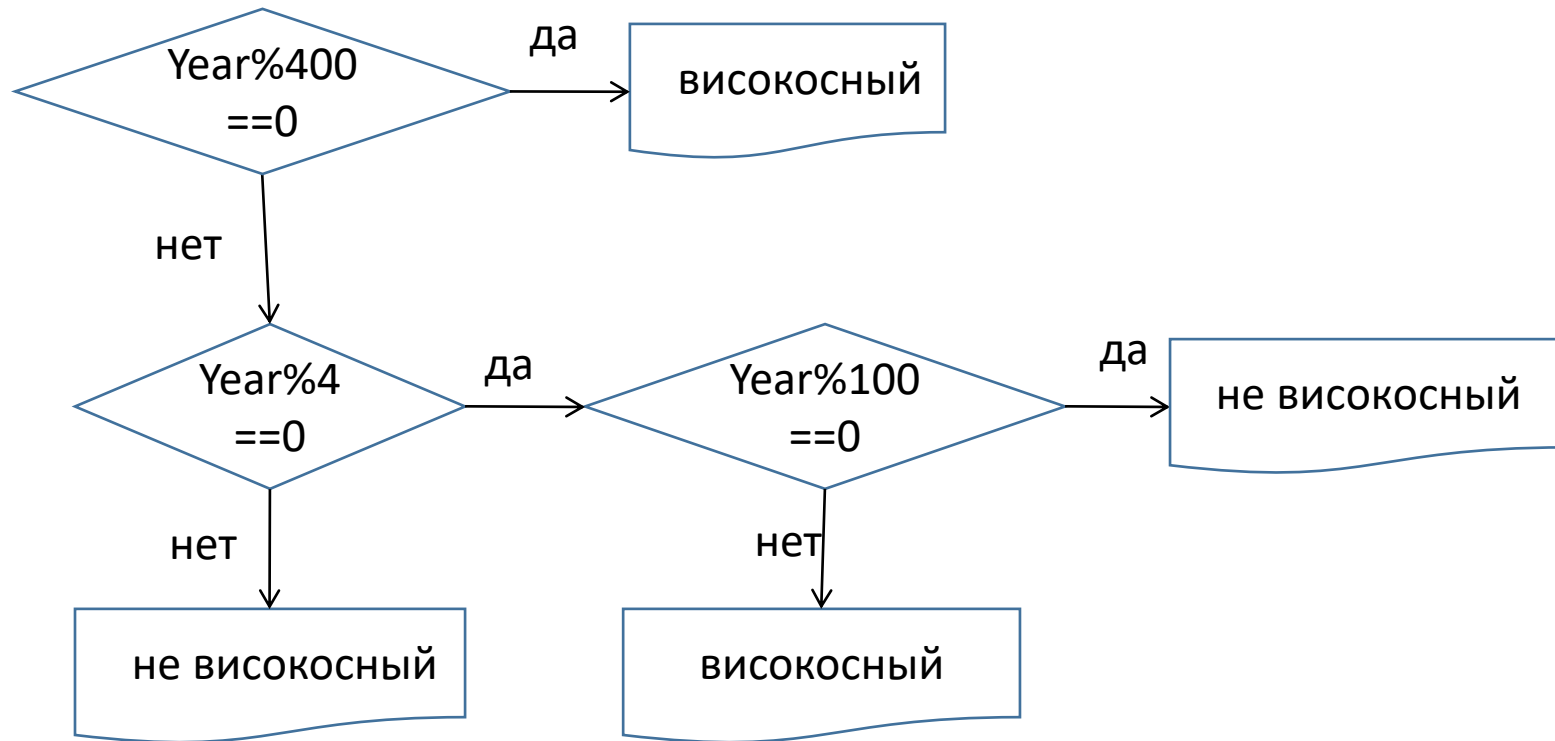 Year%400
==0
да
високосный
нет
Year%4
==0
да
Year%100
==0
да
не високосный
нет
не високосный
нет
високосный